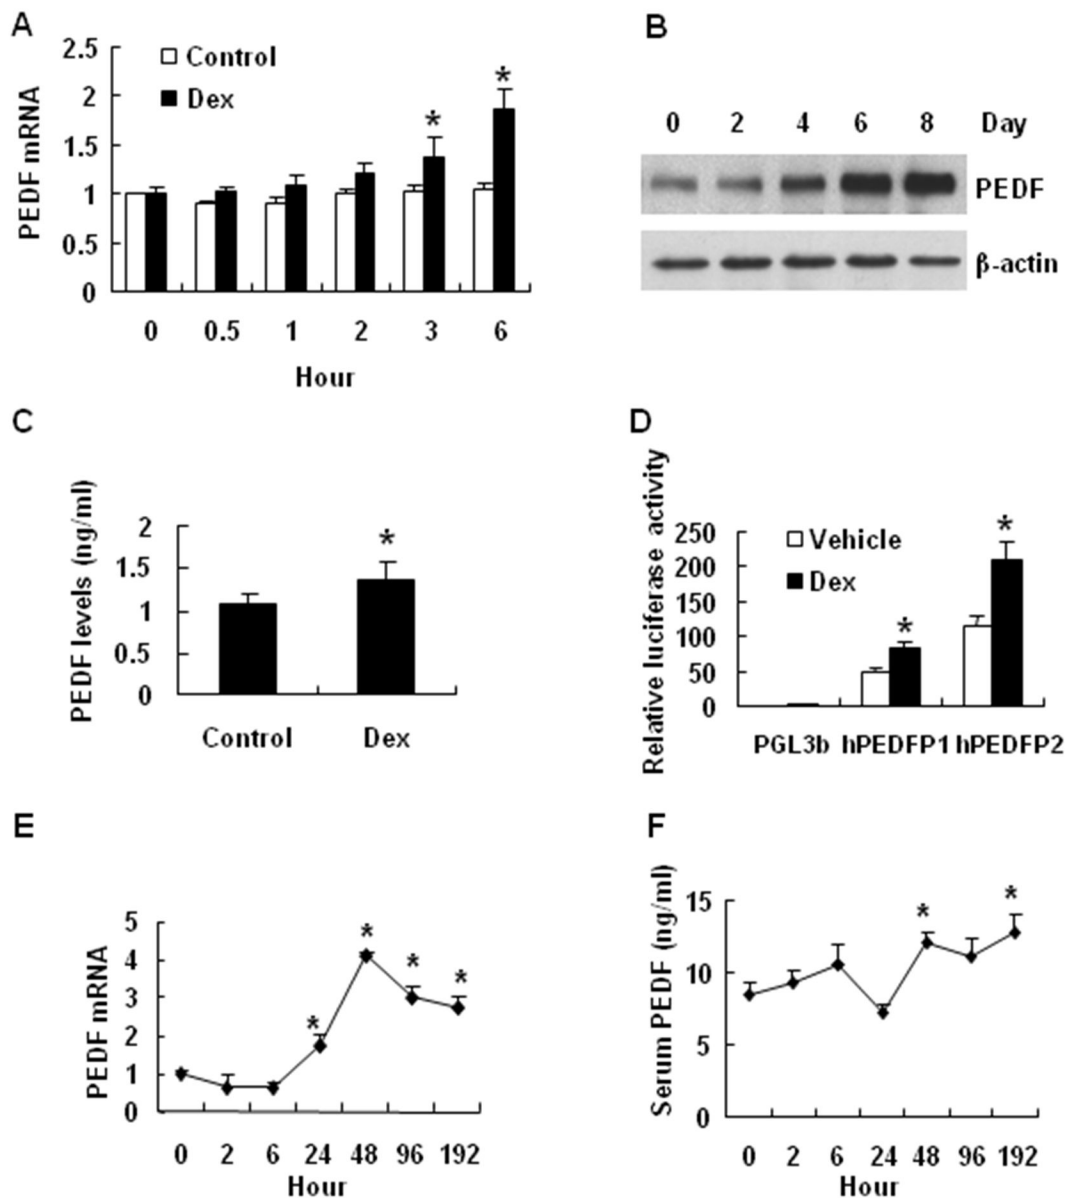 A
2.5
2
1.5
1
0.5
0
PEDF mRNA
Control
Dex
*
*
0 0.5 1 2 3 6
Hour
B
0 2 4 6 8 Day
PEDF
β-actin
C
PEDF levels (ng/ml)
2
1.5
1
0.5
0
*
Control Dex
D
Relative luciferase activity
250
200
150
100
50
0
Vehicle
Dex
*
*
PGL3b hPEDFP1 hPEDFP2
E
PEDF mRNA
5
4
3
2
1
0
*
*
*
*
0 2 6 24 48 96 192
Hour
F
Serum PEDF (ng/ml)
15
10
5
0
*
*
0 2 6 24 48 96 192
Hour